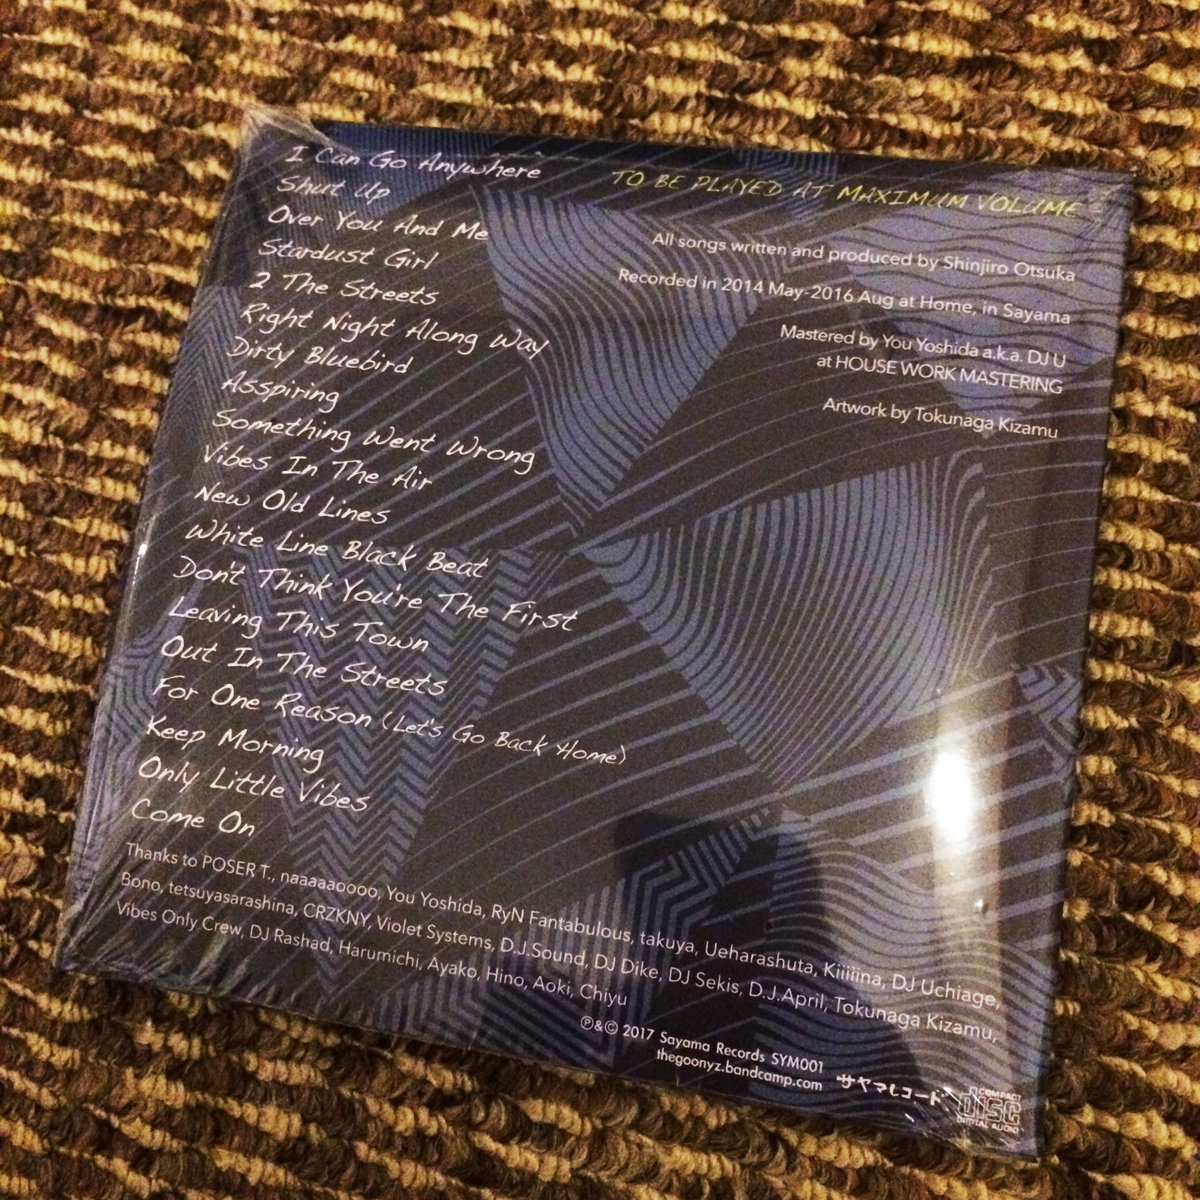 I Can Go Anywhere
Shut Up
Over You And Me
Stardust Girl
2 The Streets
Right Night Along Way
Dirty Bluebird
Asspiring
Something Went Wrong
Vibes In The Air
New Old Lines
White Line Black Beat
Don't Think You're The First
Leaving This Town
Out In The Streets
For One Reason (Let's Go Back Home)
Keep Morning
Only Little Vibes
Come On
TO BE PLAYED AT MAXIMUM VOLUME
All songs written and produced by Shinjiro Otsuka
Recorded in 2014 May-2016 Aug at Home, in Sayama
Mastered by You Yoshida a.k.a. DJ U
at HOUSE WORK MASTERING
Artwork by Tokunaga Kizamu
Thanks to POSER T., naaaaaoooo, You Yoshida, RyN Fantabulous, takuya, Ueharashuta, Kiiiiina, DJ Uchiage,
Bono, tetsuyasarashina, CRZKNY, Violet Systems, D.J.Sound, DJ Dike, DJ Sekis, D.J.April, Tokunaga Kizamu,
Vibes Only Crew, DJ Rashad, Harumichi, Ayako, Hino, Aoki, Chiyu
℗&© 2017 Sayama Records SYM001
thegoonyz.bandcamp.com
サヤマレコード
COMPACT
disc
DIGITAL AUDIO